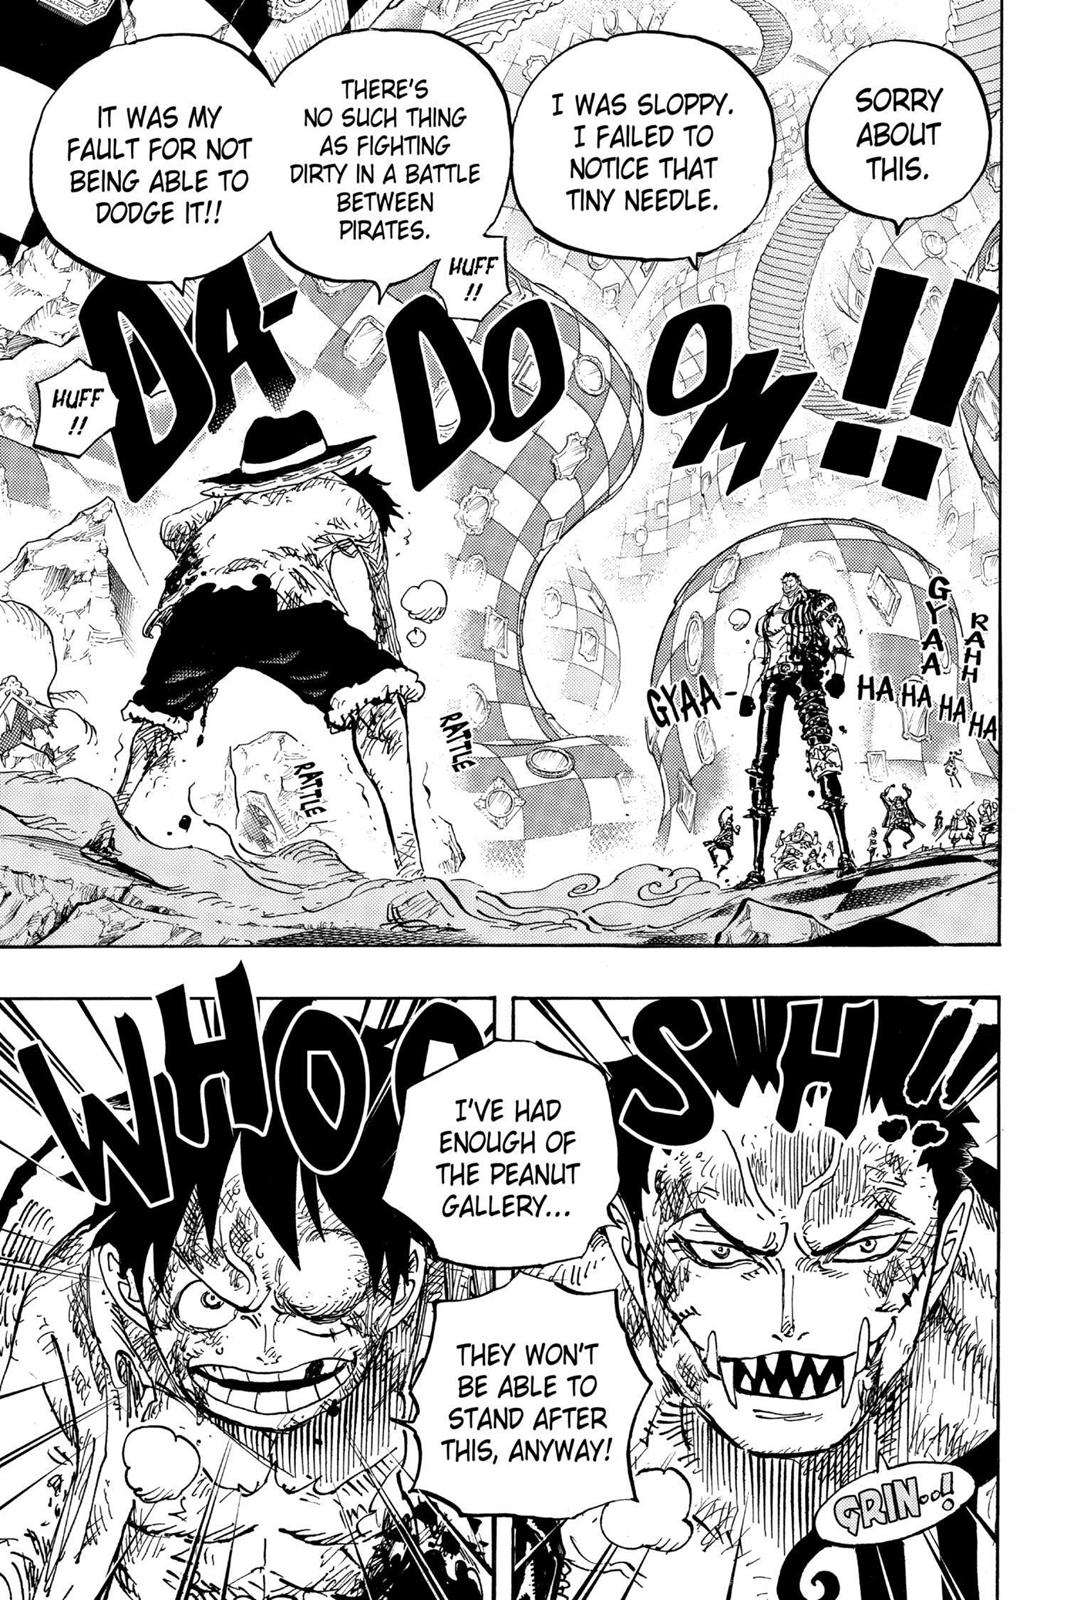 SORRY
ABOUT
THIS.
I WAS SLOPPY.
I FAILED TO
NOTICE THAT
TINY NEEDLE.
THERE'S
NO SUCH THING
AS FIGHTING
DIRTY IN A BATTLE
BETWEEN
PIRATES.
IT WAS MY
FAULT FOR NOT
BEING ABLE TO
DODGE IT!!
HUFF
!!
HUFF
!!
DA-
DOOM!!
GYAA
RAHH
GYAA-
HA HA HA HA
RATTLE
RATTLE
SWH!!
WHOO
I'VE HAD
ENOUGH OF
THE PEANUT
GALLERY...
THEY WON'T
BE ABLE TO
STAND AFTER
THIS, ANYWAY!
GRIN..!